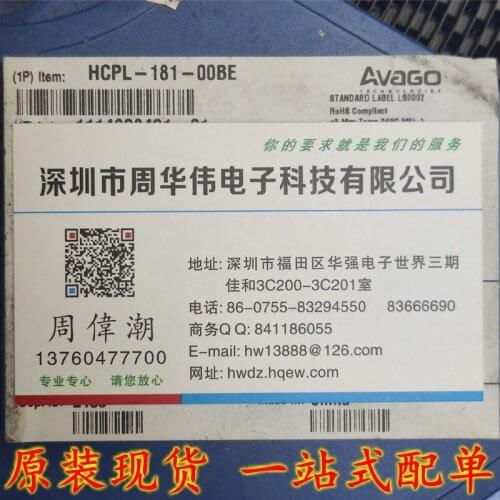 (1P) Item: HCPL-181-00BE
AVAGO
TECHNOLOGIES
STANDARD LABEL LS0002
RoHS Compliant
你的要求就是我们的服务
深圳市周华伟电子科技有限公司
地址: 深圳市福田区华强电子世界三期
佳和3C200-3C201室
电话: 86-0755-83294550 83666690
商务QQ: 841186055
E-mail: hw13888@126.com
网址: hwdz.hqew.com
周偉潮
13760477700
专业专心 请您放心
原装现货 一站式配单